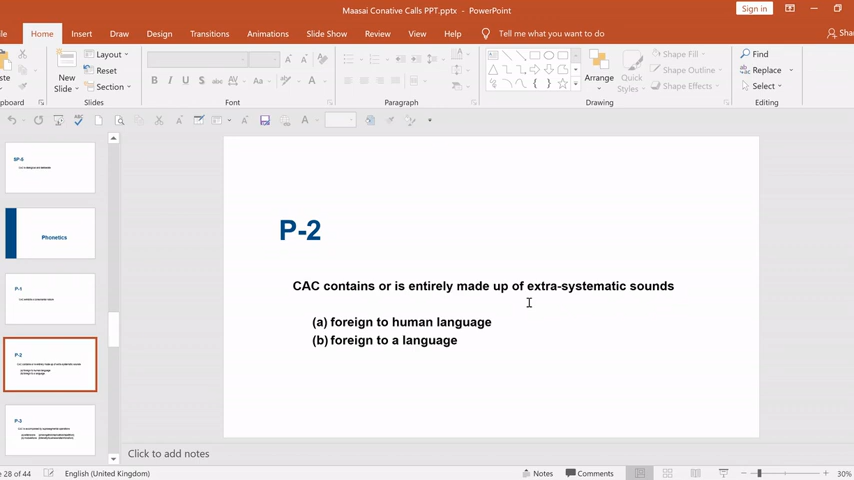 Maasai Conative Calls PPT.pptx - PowerPoint
Sign in
Home Insert Draw Design Transitions Animations Slide Show Review View Help Tell me what you want to do
Layout
Reset
Section
New
Slide
Slides
Font
Paragraph
Arrange
Quick
Styles
Shape Fill
Shape Outline
Shape Effects
Drawing
Find
Replace
Select
Editing
Phonetics
P-1
P-2
P-3
P-2
CAC contains or is entirely made up of extra-systematic sounds
(a) foreign to human language
(b) foreign to a language
Click to add notes
28 of 44
English (United Kingdom)
Notes
Comments
30%